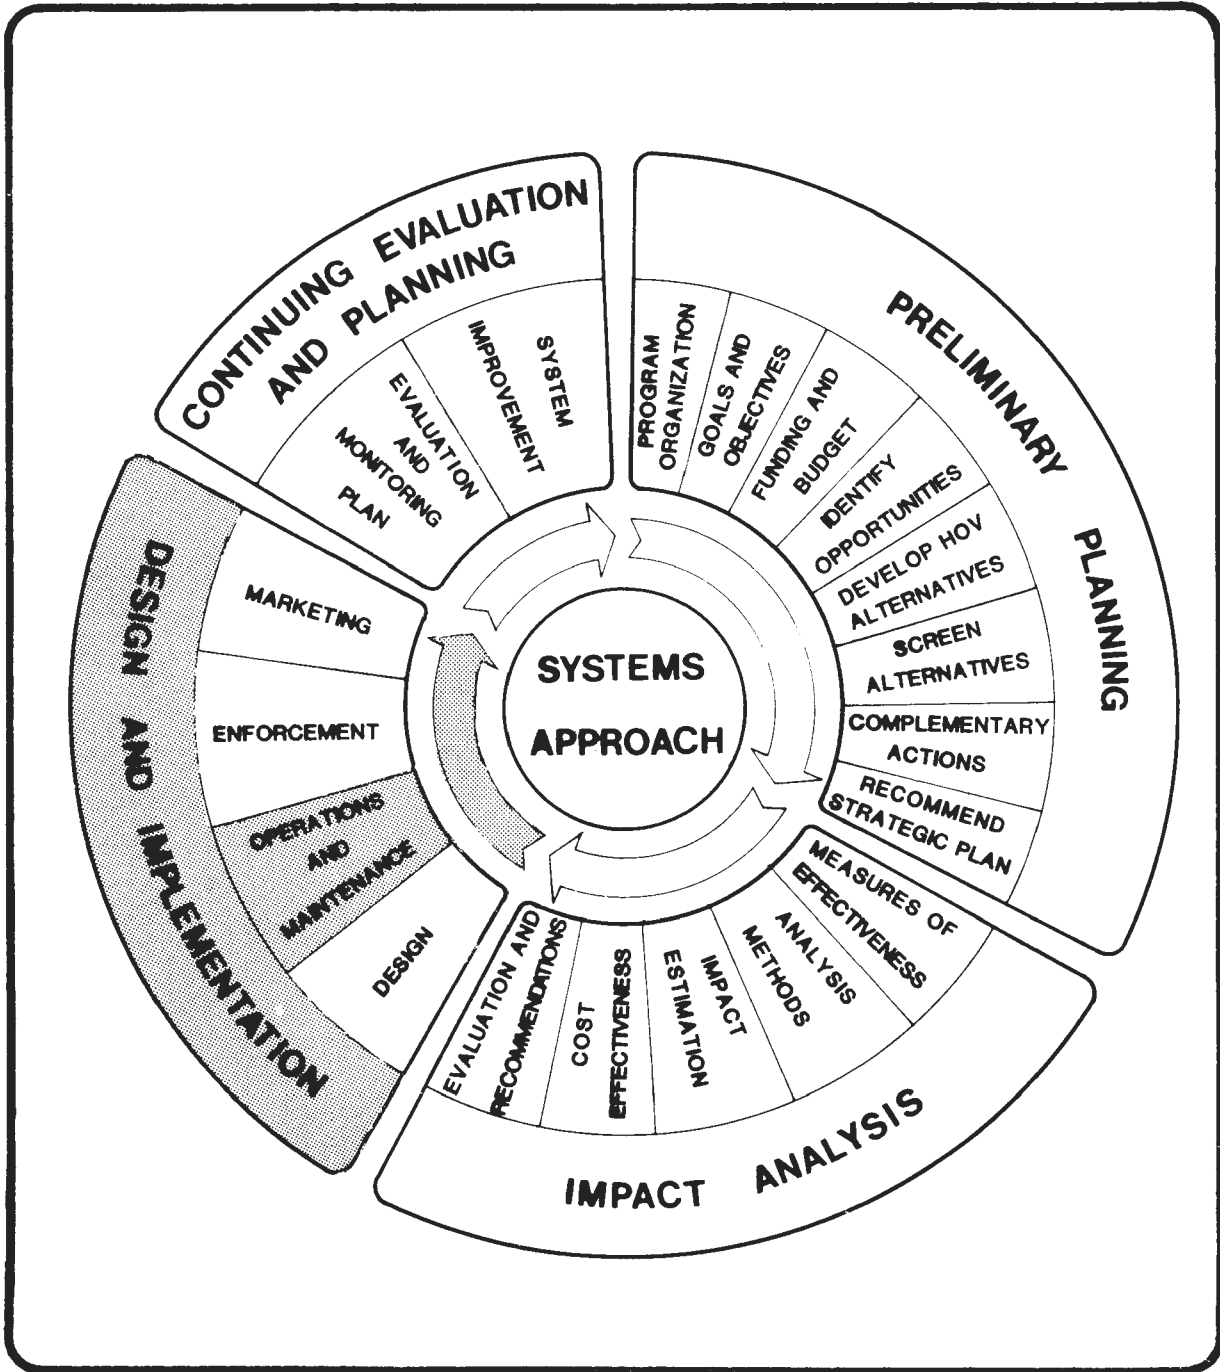 SYSTEMS
APPROACH
PRELIMINARY PLANNING
PROGRAM
ORGANIZATION
GOALS AND
OBJECTIVES
FUNDING AND
BUDGET
IDENTIFY
OPPORTUNITIES
DEVELOP HOV
ALTERNATIVES
SCREEN
ALTERNATIVES
COMPLEMENTARY
ACTIONS
RECOMMEND
STRATEGIC PLAN
IMPACT ANALYSIS
MEASURES OF
EFFECTIVENESS
ANALYSIS
METHODS
IMPACT
ESTIMATION
COST
EFFECTIVENESS
EVALUATION AND
RECOMMENDATIONS
DESIGN AND IMPLEMENTATION
DESIGN
OPERATIONS
AND
MAINTENANCE
ENFORCEMENT
MARKETING
CONTINUING EVALUATION
AND PLANNING
EVALUATION
AND
MONITORING
PLAN
SYSTEM
IMPROVEMENT